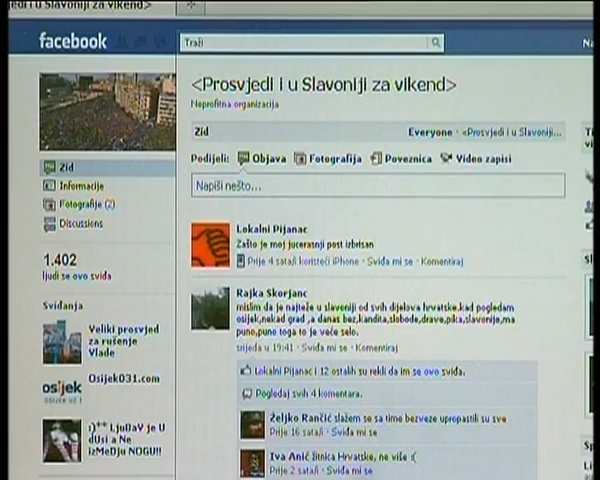 edi i u Slavoniji za vikend>
facebook
Traži
Na
<Prosvjedi i u Slavoniji za vikend>
Neprofitna organizacija
Zid
Everyone · <Prosvjedi i u Slavoniji...
Podijeli: Objava Fotografija Poveznica Video zapisi
Napiši nešto...
Zid
Informacije
Fotografije (2)
Discussions
1.402
ljudi se ovo sviđa
Sviđanja
Veliki prosvjed
za rušenje
Vlade
osijek
Osijek031.com
ı)** LjuDaV je U
dUsi a Ne
izMeDju NOGU!!
Lokalni Pijanac
Zašto je moj jucerasnji post izbrisan
Prije 4 sata/i koristeći iPhone · Sviđa mi se · Komentiraj
Rajka Skorjanc
mislim da je najteže u slavoniji od svih dijelova hrvatske.kad pogledam
osijek,nekad grad ,a danas bez,kandita,slobode,drave,pika,slavonije,ma
puno,puno toga to je veće selo.
srijeda u 19:41 · Sviđa mi se · Komentiraj
Lokalni Pijanac i 12 ostalih su rekli da im se ovo sviđa.
Pogledaj svih 4 komentara.
Željko Rančić slažem se sa time bezveze upropastili su sve
Prije 16 sata/i · Sviđa mi se
Iva Anić žitnica Hrvatske, ne više :(
Prije 2 sata/i · Sviđa mi se